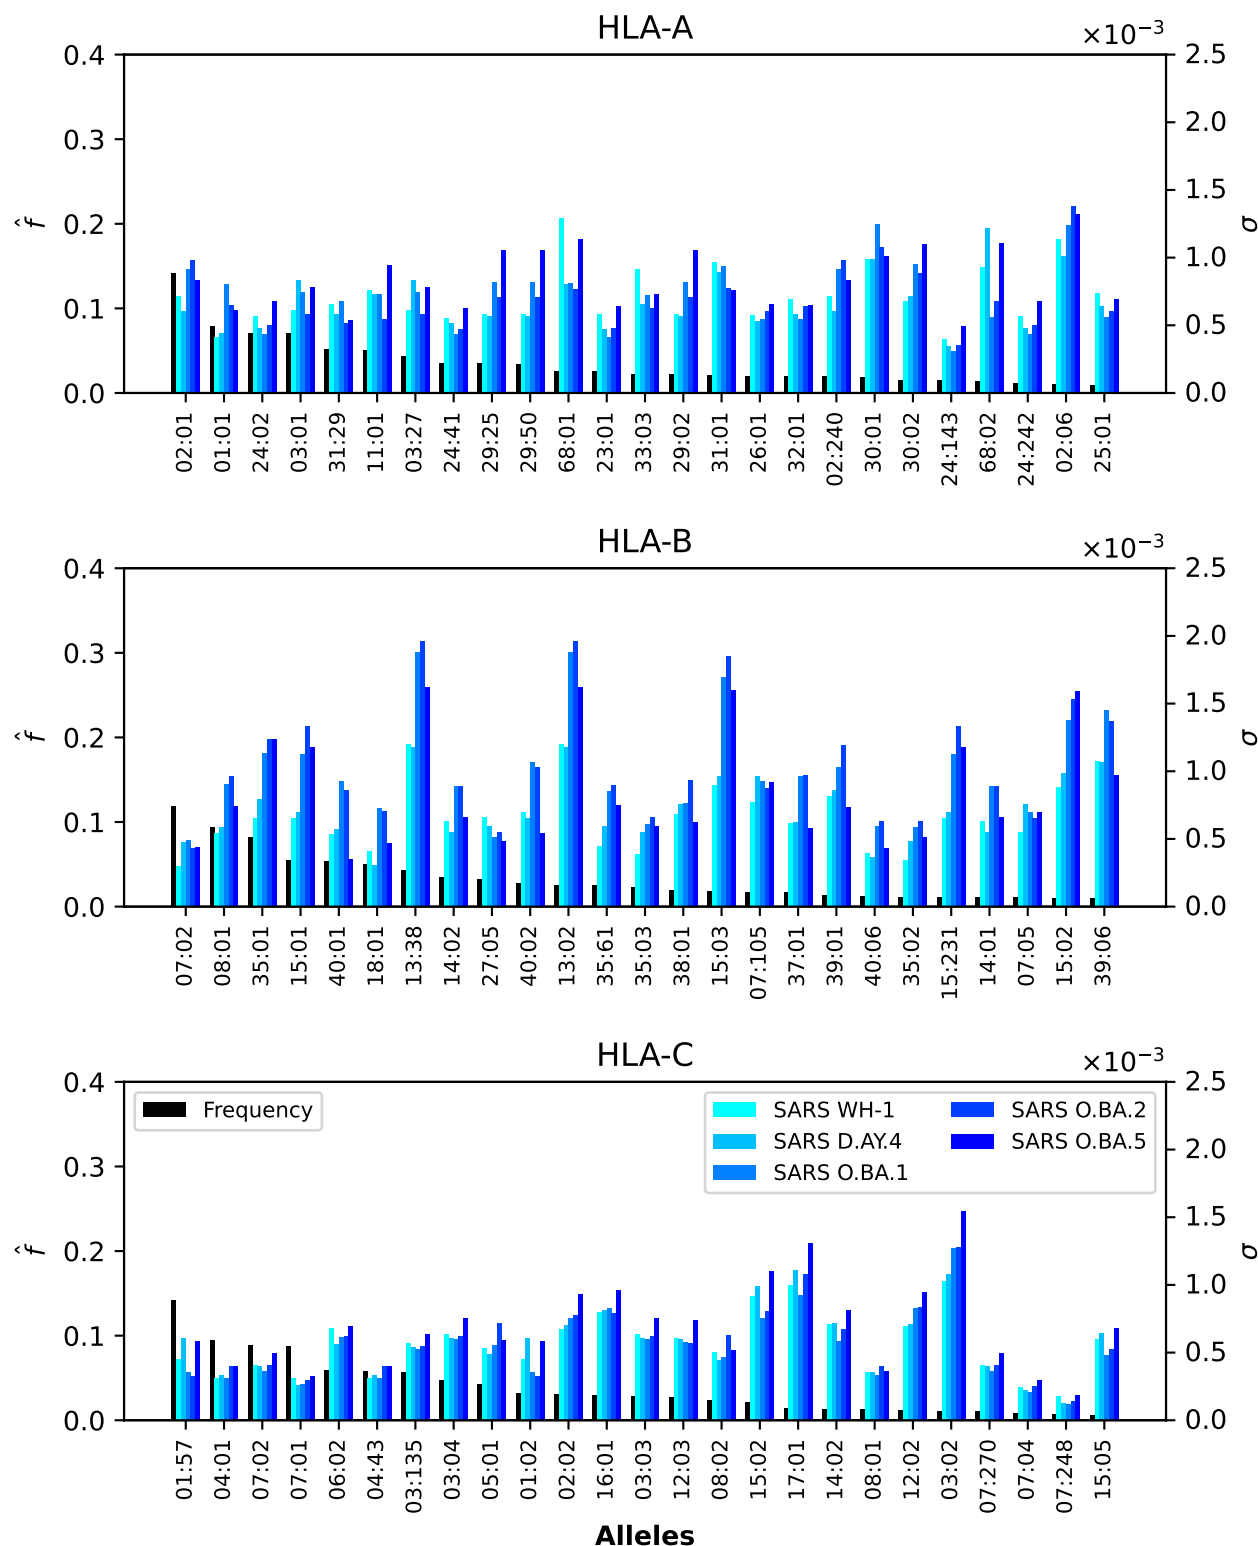 HLA-A
×10⁻³
0.4
0.3
0.2
0.1
0.0
f̂
2.5
2.0
1.5
1.0
0.5
0.0
σ
02:01 01:01 24:02 03:01 31:29 11:01 03:27 24:41 29:25 29:50 68:01 23:01 33:03 29:02 31:01 26:01 32:01 02:240 30:01 30:02 24:143 68:02 24:242 02:06 25:01
HLA-B
×10⁻³
0.4
0.3
0.2
0.1
0.0
f̂
2.5
2.0
1.5
1.0
0.5
0.0
σ
07:02 08:01 35:01 15:01 40:01 18:01 13:38 14:02 27:05 40:02 13:02 35:61 35:03 38:01 15:03 07:105 37:01 39:01 40:06 35:02 15:231 14:01 07:05 15:02 39:06
HLA-C
×10⁻³
0.4
0.3
0.2
0.1
0.0
f̂
2.5
2.0
1.5
1.0
0.5
0.0
σ
Frequency
SARS WH-1
SARS D.AY.4
SARS O.BA.1
SARS O.BA.2
SARS O.BA.5
01:57 04:01 07:02 07:01 06:02 04:43 03:135 03:04 05:01 01:02 02:02 16:01 03:03 12:03 08:02 15:02 17:01 14:02 08:01 12:02 03:02 07:270 07:04 07:248 15:05
Alleles